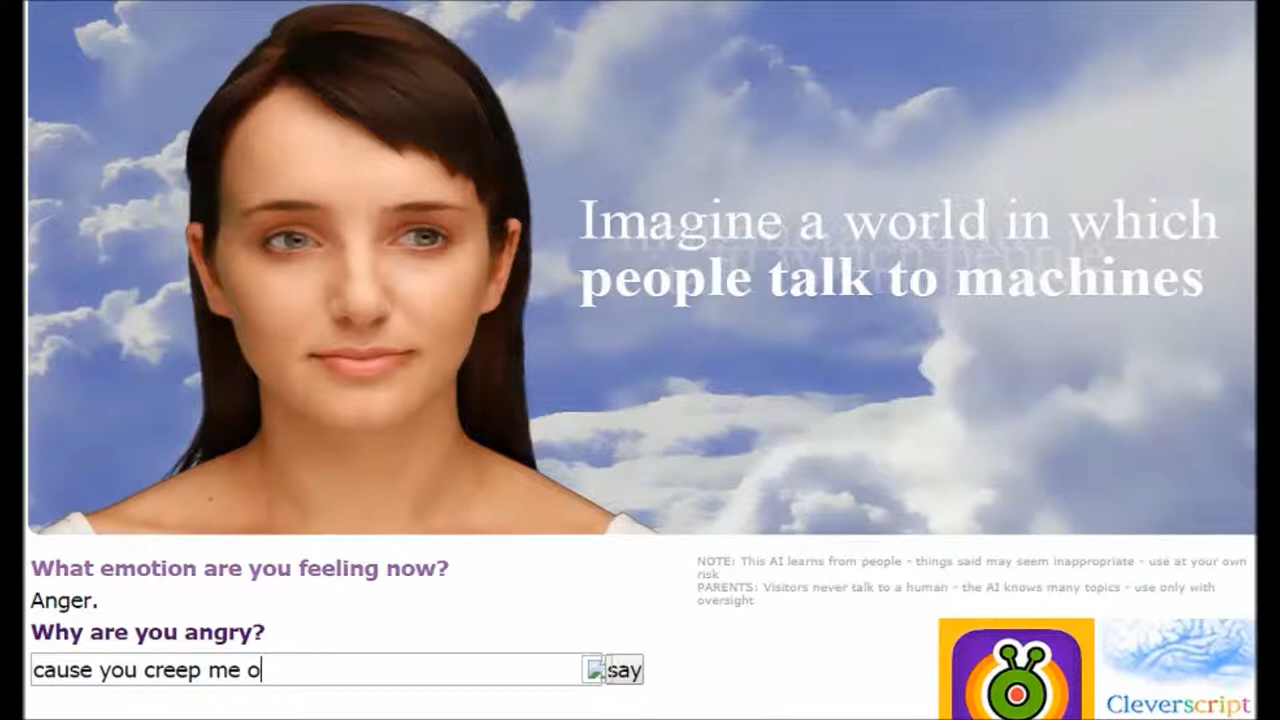 Imagine a world in which
people talk to machines
What emotion are you feeling now?
Anger.
Why are you angry?
cause you creep me o
say
NOTE: This AI learns from people - things said may seem inappropriate - use at your own
risk
PARENTS: Visitors never talk to a human - the AI knows many topics - use only with
oversight
Cleverscript